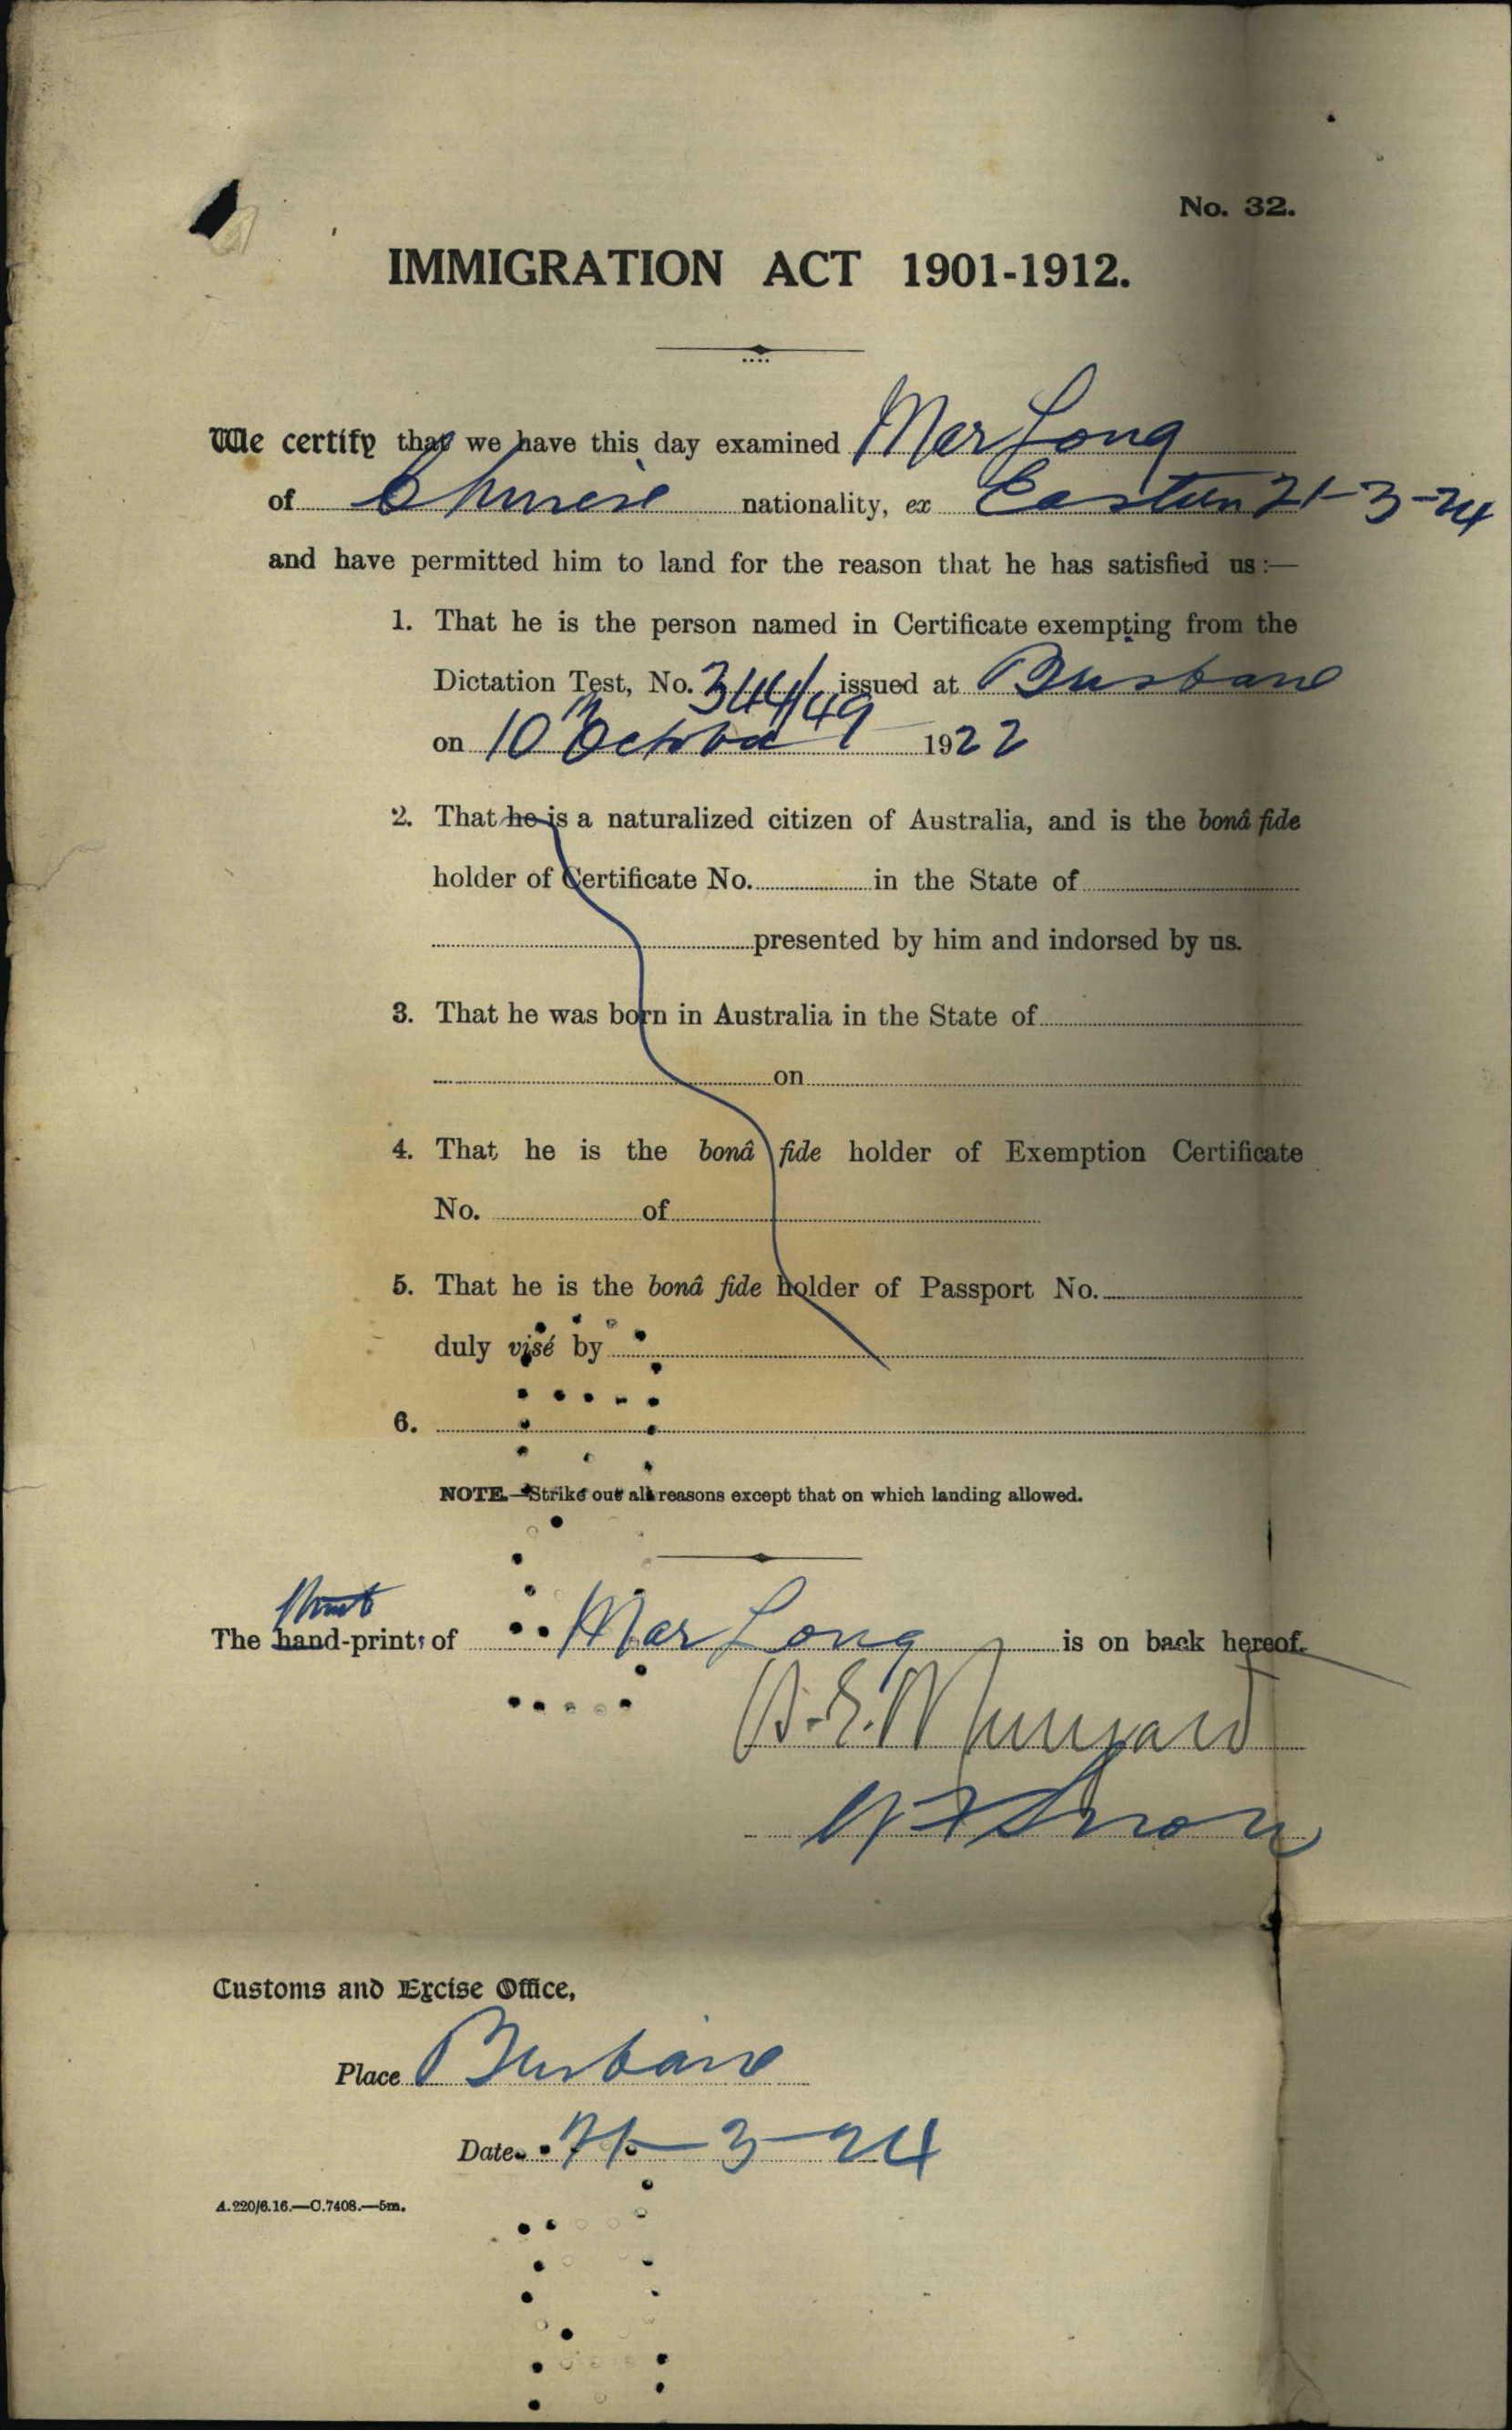 No. 32.
IMMIGRATION ACT 1901-1912.
We certify that we have this day examined Mar Long
of Chinese nationality, ex Eastern 21-3-24
and have permitted him to land for the reason that he has satisfied us:—
1. That he is the person named in Certificate exempting from the
Dictation Test, No. 344/49 issued at Brisbane
on 10th October 1922
2. That he is a naturalized citizen of Australia, and is the bonâ fide
holder of Certificate No. in the State of
presented by him and indorsed by us.
3. That he was born in Australia in the State of
on
4. That he is the bonâ fide holder of Exemption Certificate
No. of
5. That he is the bonâ fide holder of Passport No.
duly visé by
6.
NOTE.—Strike out all reasons except that on which landing allowed.
The hand-prints of Mar Long is on back hereof.
Customs and Excise Office,
Place Brisbane
Date 21-3-24
A.220/6.16.—C.7408.—5m.